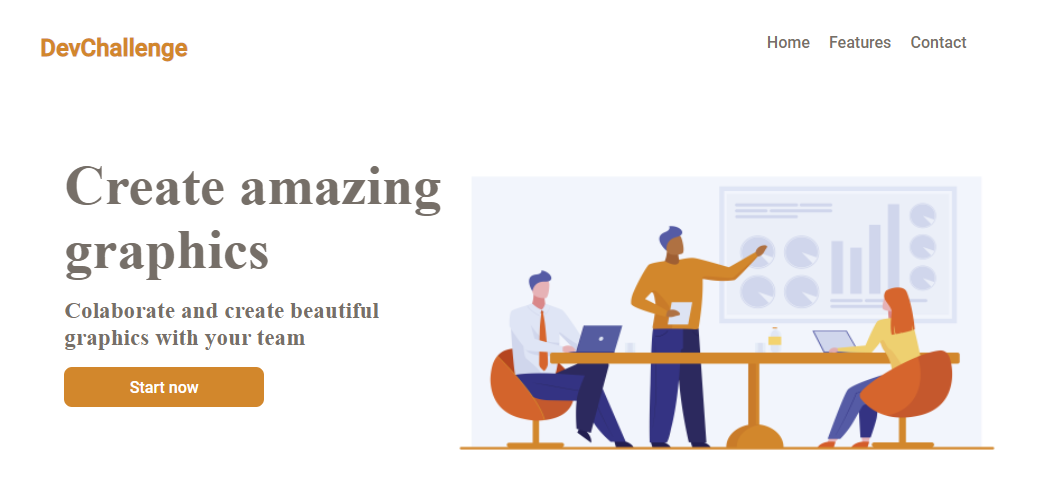 DevChallenge
Home Features Contact
Create amazing
graphics
Colaborate and create beautiful
graphics with your team
Start now